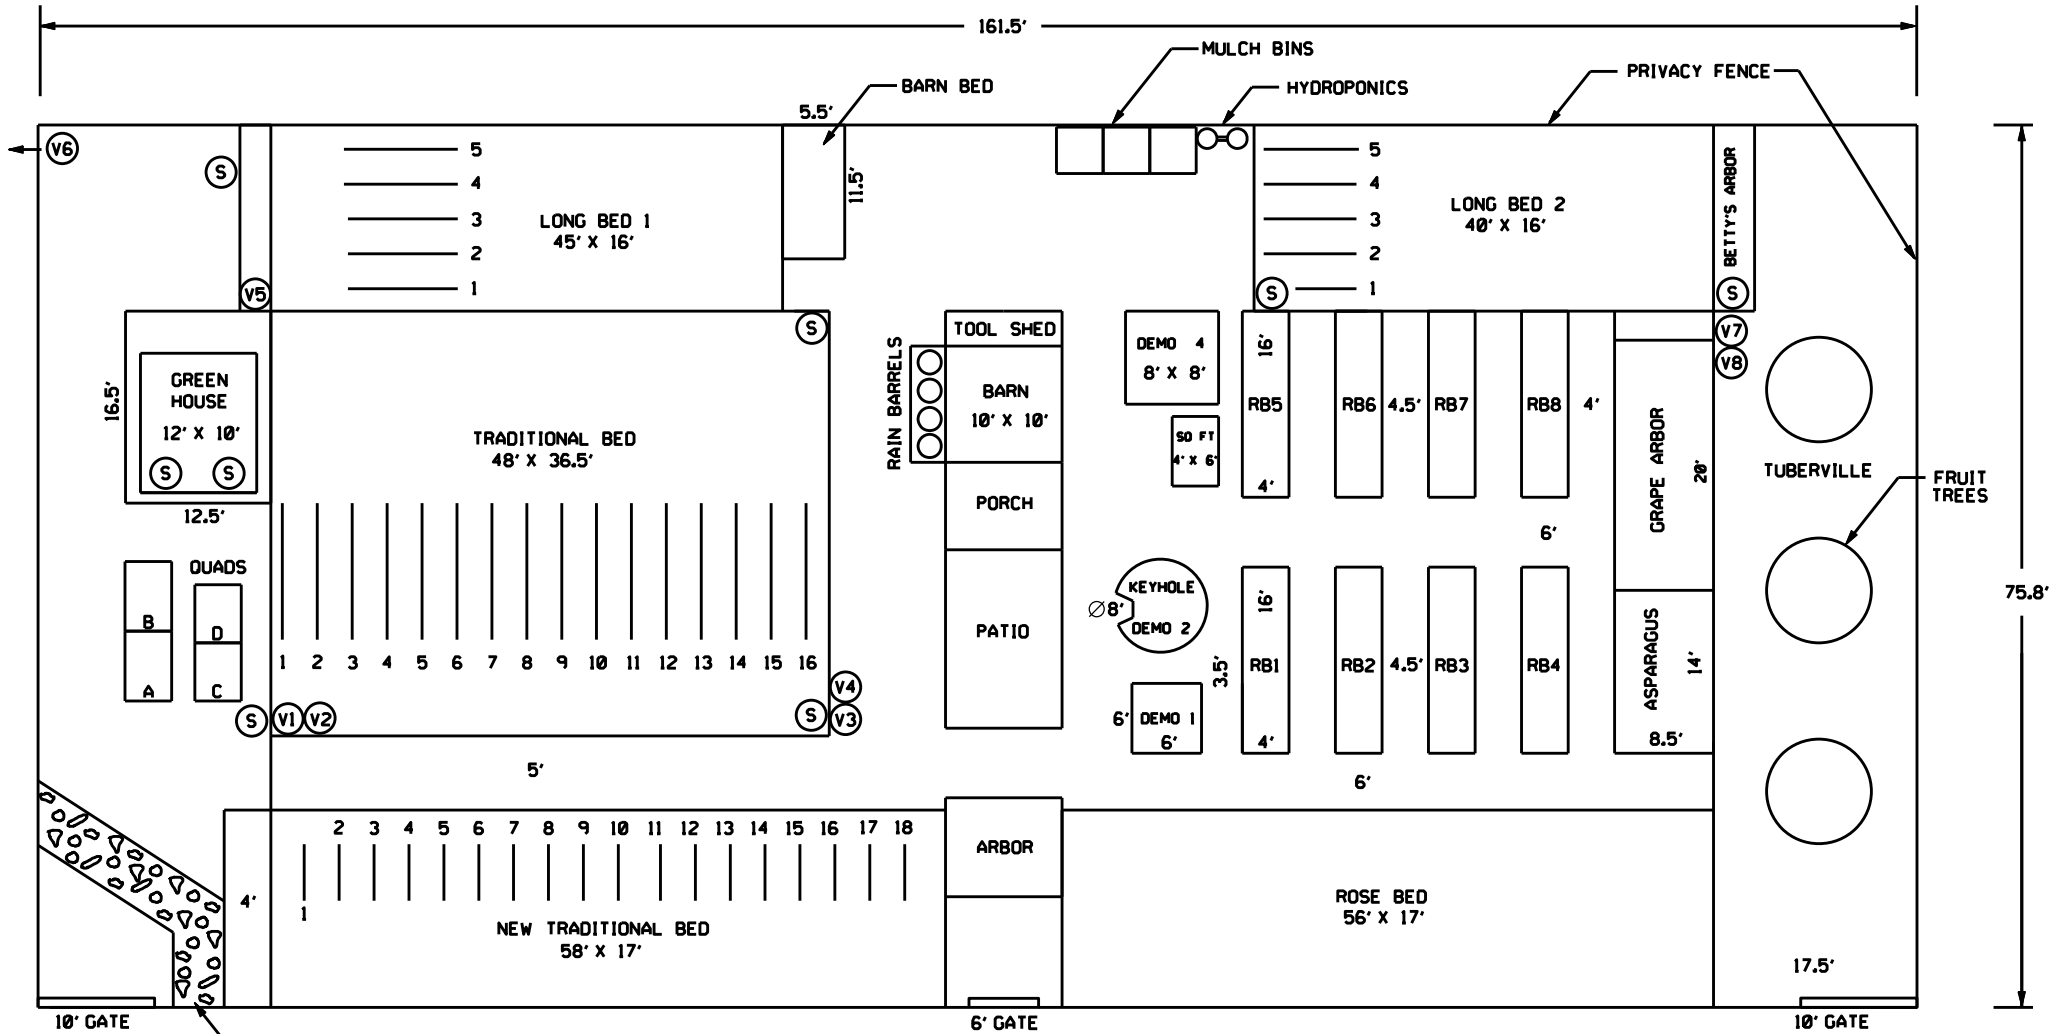 161.5'
MULCH BINS
PRIVACY FENCE
BARN BED
HYDROPONICS
5.5'
V6
S
5
4
3
2
1
LONG BED 1
45' X 16'
11.5'
5
4
3
2
1
LONG BED 2
40' X 16'
BETTY'S ARBOR
V5
S
S
S
TOOL SHED
V7
V8
GREEN
HOUSE
12' X 10'
S
S
16.5'
12.5'
TRADITIONAL BED
48' X 36.5'
RAIN BARRELS
BARN
10' X 10'
DEMO 4
8' X 8'
SQ FT
4' X 6'
16'
RB5
4'
RB6
4.5'
RB7
RB8
4'
GRAPE ARBOR
20'
TUBERVILLE
FRUIT
TREES
PORCH
6'
QUADS
B
D
A
C
1 2 3 4 5 6 7 8 9 10 11 12 13 14 15 16
PATIO
KEYHOLE
Ø8'
DEMO 2
16'
RB1
3.5'
4'
RB2
4.5'
RB3
RB4
ASPARAGUS
14'
8.5'
75.8'
S
V1
V2
S
V4
V3
6'
DEMO 1
6'
5'
6'
2 3 4 5 6 7 8 9 10 11 12 13 14 15 16 17 18
1
4'
ARBOR
NEW TRADITIONAL BED
58' X 17'
ROSE BED
56' X 17'
17.5'
10' GATE
6' GATE
10' GATE